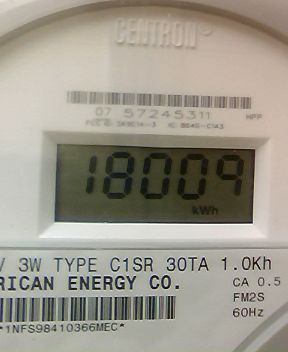 CENTRON®
07 57245311 HPP
18009
kWh
V 3W TYPE C1SR 30TA 1.0Kh
RICAN ENERGY CO. CA 0.5
FM2S
60Hz
*1NFS98410366MEC*